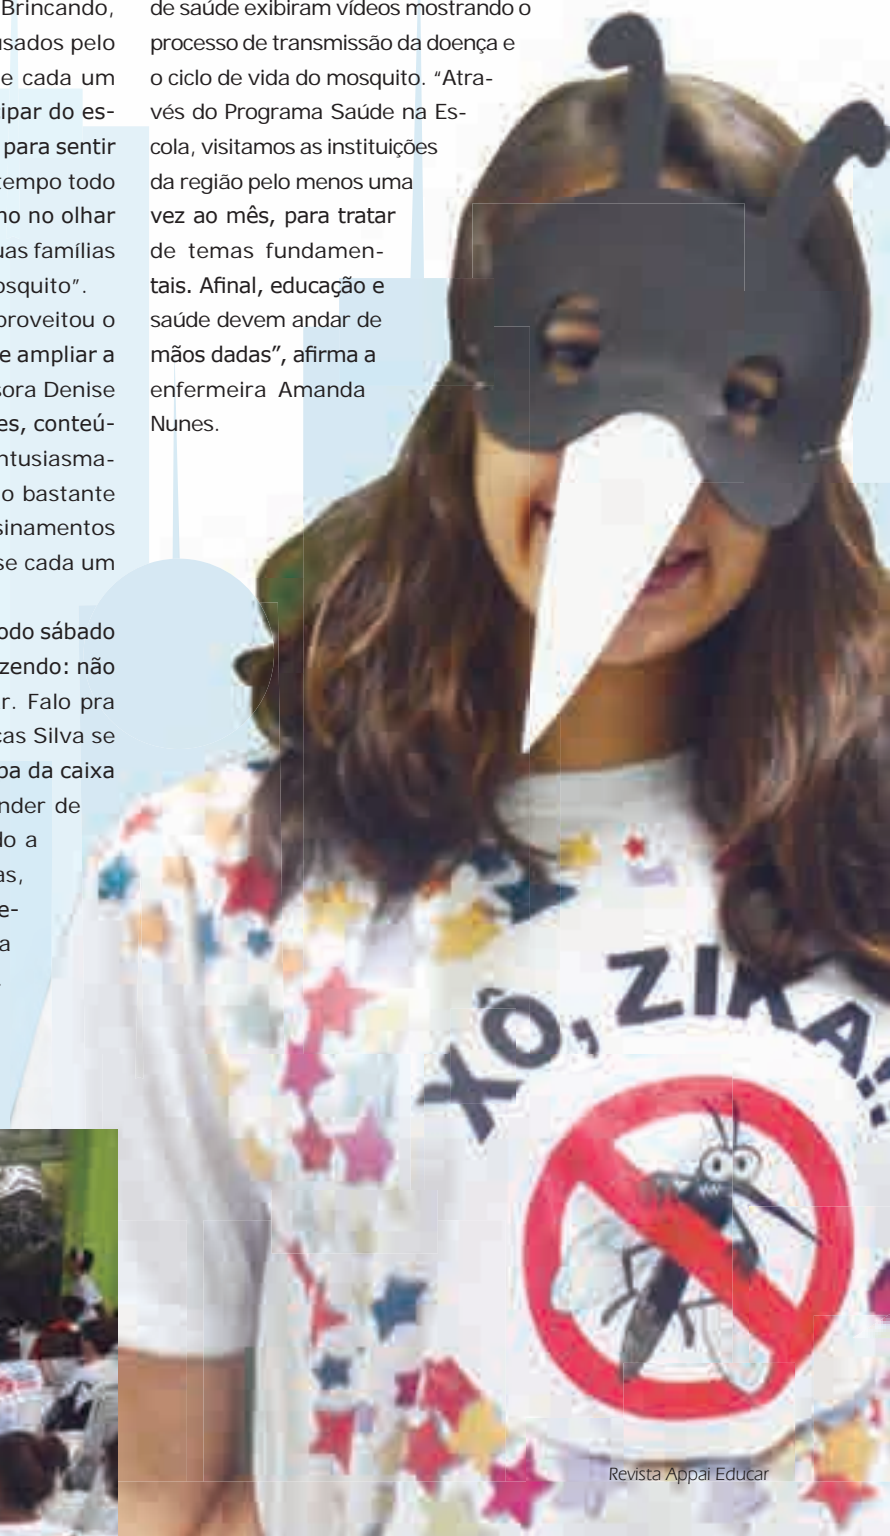 Brincando,
usados pelo
e cada um
ipar do es-
para sentir
tempo todo
no olhar
uas famílias
osquito”.
proveitou o
e ampliar a
sora Denise
es, conteú-
ntusiasma-
o bastante
sinamentos
se cada um
odo sábado
zendo: não
r. Falo pra
cas Silva se
pa da caixa
nder de
do a
as,
e-
a
de saúde exibiram vídeos mostrando o
processo de transmissão da doença e
o ciclo de vida do mosquito. “Atra-
vés do Programa Saúde na Es-
cola, visitamos as instituições
da região pelo menos uma
vez ao mês, para tratar
de temas fundamen-
tais. Afinal, educação e
saúde devem andar de
mãos dadas”, afirma a
enfermeira Amanda
Nunes.
XÔ, ZIKA!!
Revista Appai Educar